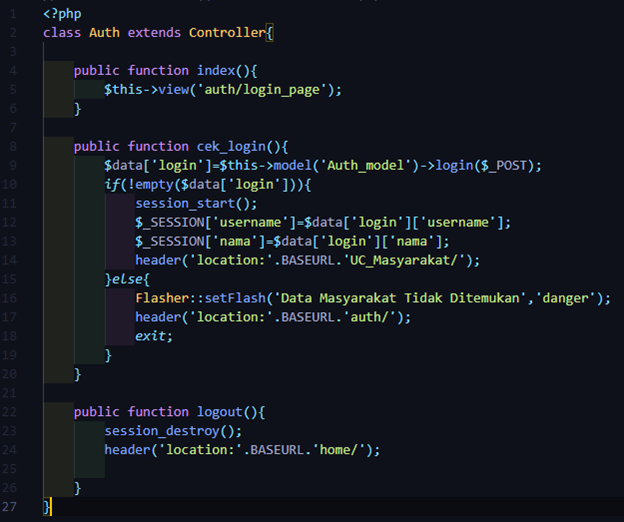 1 <?php
2 class Auth extends Controller{
3
4 public function index(){
5 $this->view('auth/login_page');
6 }
7
8 public function cek_login(){
9 $data['login']=$this->model('Auth_model')->login($_POST);
10 if(!empty($data['login'])){
11 session_start();
12 $_SESSION['username']=$data['login']['username'];
13 $_SESSION['nama']=$data['login']['nama'];
14 header('location:'.BASEURL.'UC_Masyarakat/');
15 }else{
16 Flasher::setFlash('Data Masyarakat Tidak Ditemukan','danger');
17 header('location:'.BASEURL.'auth/');
18 exit;
19 }
20 }
21
22 public function logout(){
23 session_destroy();
24 header('location:'.BASEURL.'home/');
25
26 }
27 }